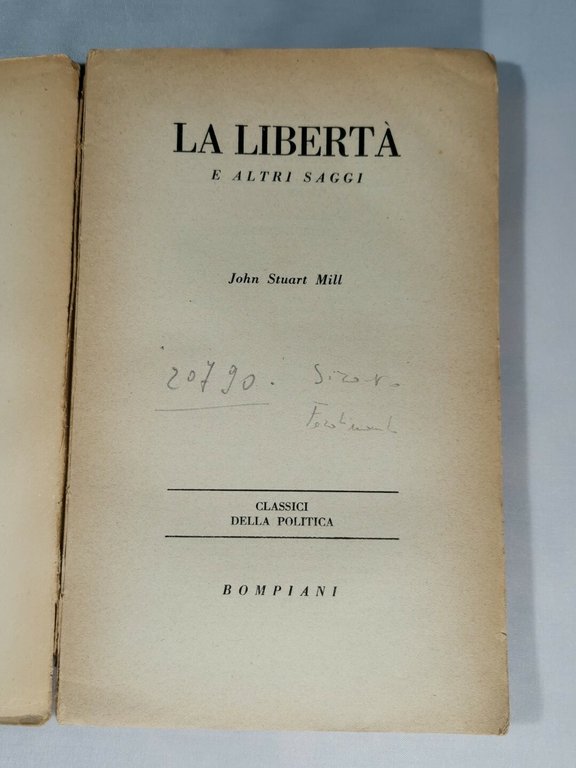 LA LIBERTÀ
E ALTRI SAGGI
John Stuart Mill
20790.
CLASSICI
DELLA POLITICA
BOMPIANI